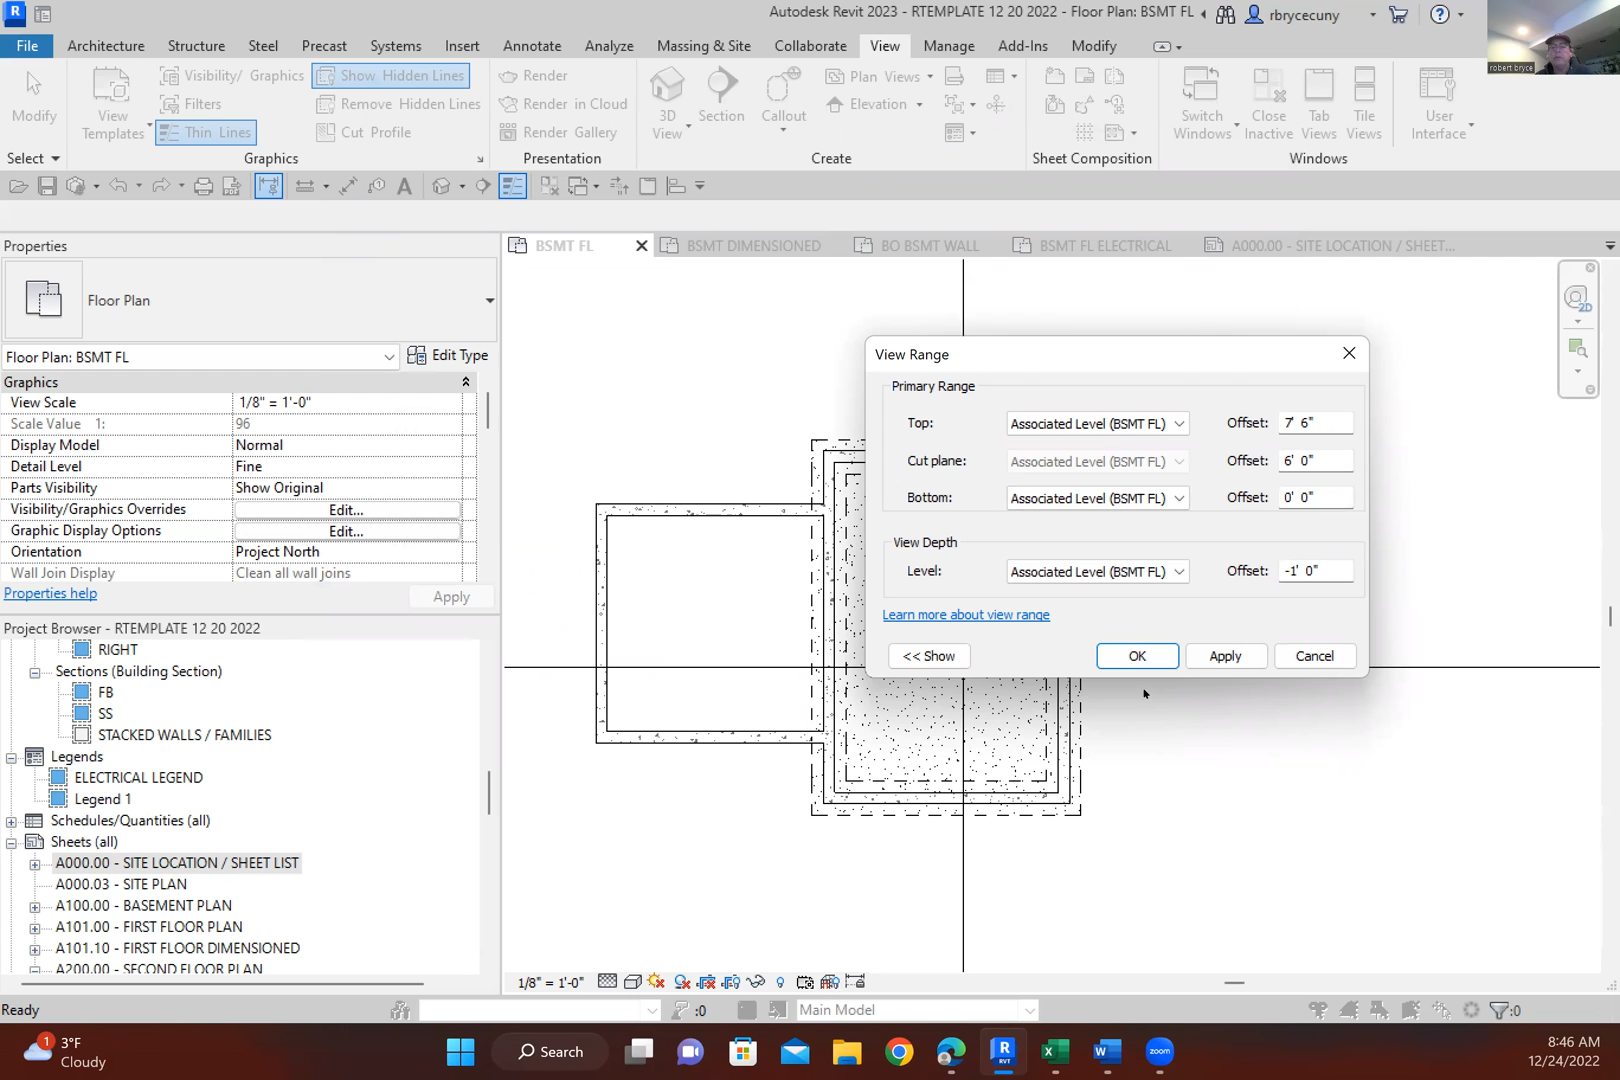 Autodesk Revit 2023 - RTEMPLATE 12 20 2022 - Floor Plan: BSMT FL
rbrycecuny
robert bryce
File Architecture Structure Steel Precast Systems Insert Annotate Analyze Massing & Site Collaborate View Manage Add-Ins Modify
Modify
View
Templates
Visibility/ Graphics
Filters
Thin Lines
Show Hidden Lines
Remove Hidden Lines
Cut Profile
Render
Render in Cloud
Render Gallery
3D
View
Section
Callout
Plan Views
Elevation
Switch
Windows
Close
Inactive
Tab
Views
Tile
Views
User
Interface
Select Graphics Presentation Create Sheet Composition Windows
Properties
BSMT FL BSMT DIMENSIONED BO BSMT WALL BSMT FL ELECTRICAL A000.00 - SITE LOCATION / SHEET...
Floor Plan
Floor Plan: BSMT FL Edit Type
Graphics
View Scale 1/8" = 1'-0"
Scale Value 1: 96
Display Model Normal
Detail Level Fine
Parts Visibility Show Original
Visibility/Graphics Overrides Edit...
Graphic Display Options Edit...
Orientation Project North
Wall Join Display Clean all wall joins
Properties help Apply
Project Browser - RTEMPLATE 12 20 2022
RIGHT
Sections (Building Section)
FB
SS
STACKED WALLS / FAMILIES
Legends
ELECTRICAL LEGEND
Legend 1
Schedules/Quantities (all)
Sheets (all)
A000.00 - SITE LOCATION / SHEET LIST
A000.03 - SITE PLAN
A100.00 - BASEMENT PLAN
A101.00 - FIRST FLOOR PLAN
A101.10 - FIRST FLOOR DIMENSIONED
A200.00 - SECOND FLOOR PLAN
View Range
Primary Range
Top: Associated Level (BSMT FL) Offset: 7' 6"
Cut plane: Associated Level (BSMT FL) Offset: 6' 0"
Bottom: Associated Level (BSMT FL) Offset: 0' 0"
View Depth
Level: Associated Level (BSMT FL) Offset: -1' 0"
Learn more about view range
<< Show OK Apply Cancel
2D
1/8" = 1'-0"
Ready :0 Main Model :0
1
3°F
Cloudy
Search
R
RVT
zoom
8:46 AM
12/24/2022